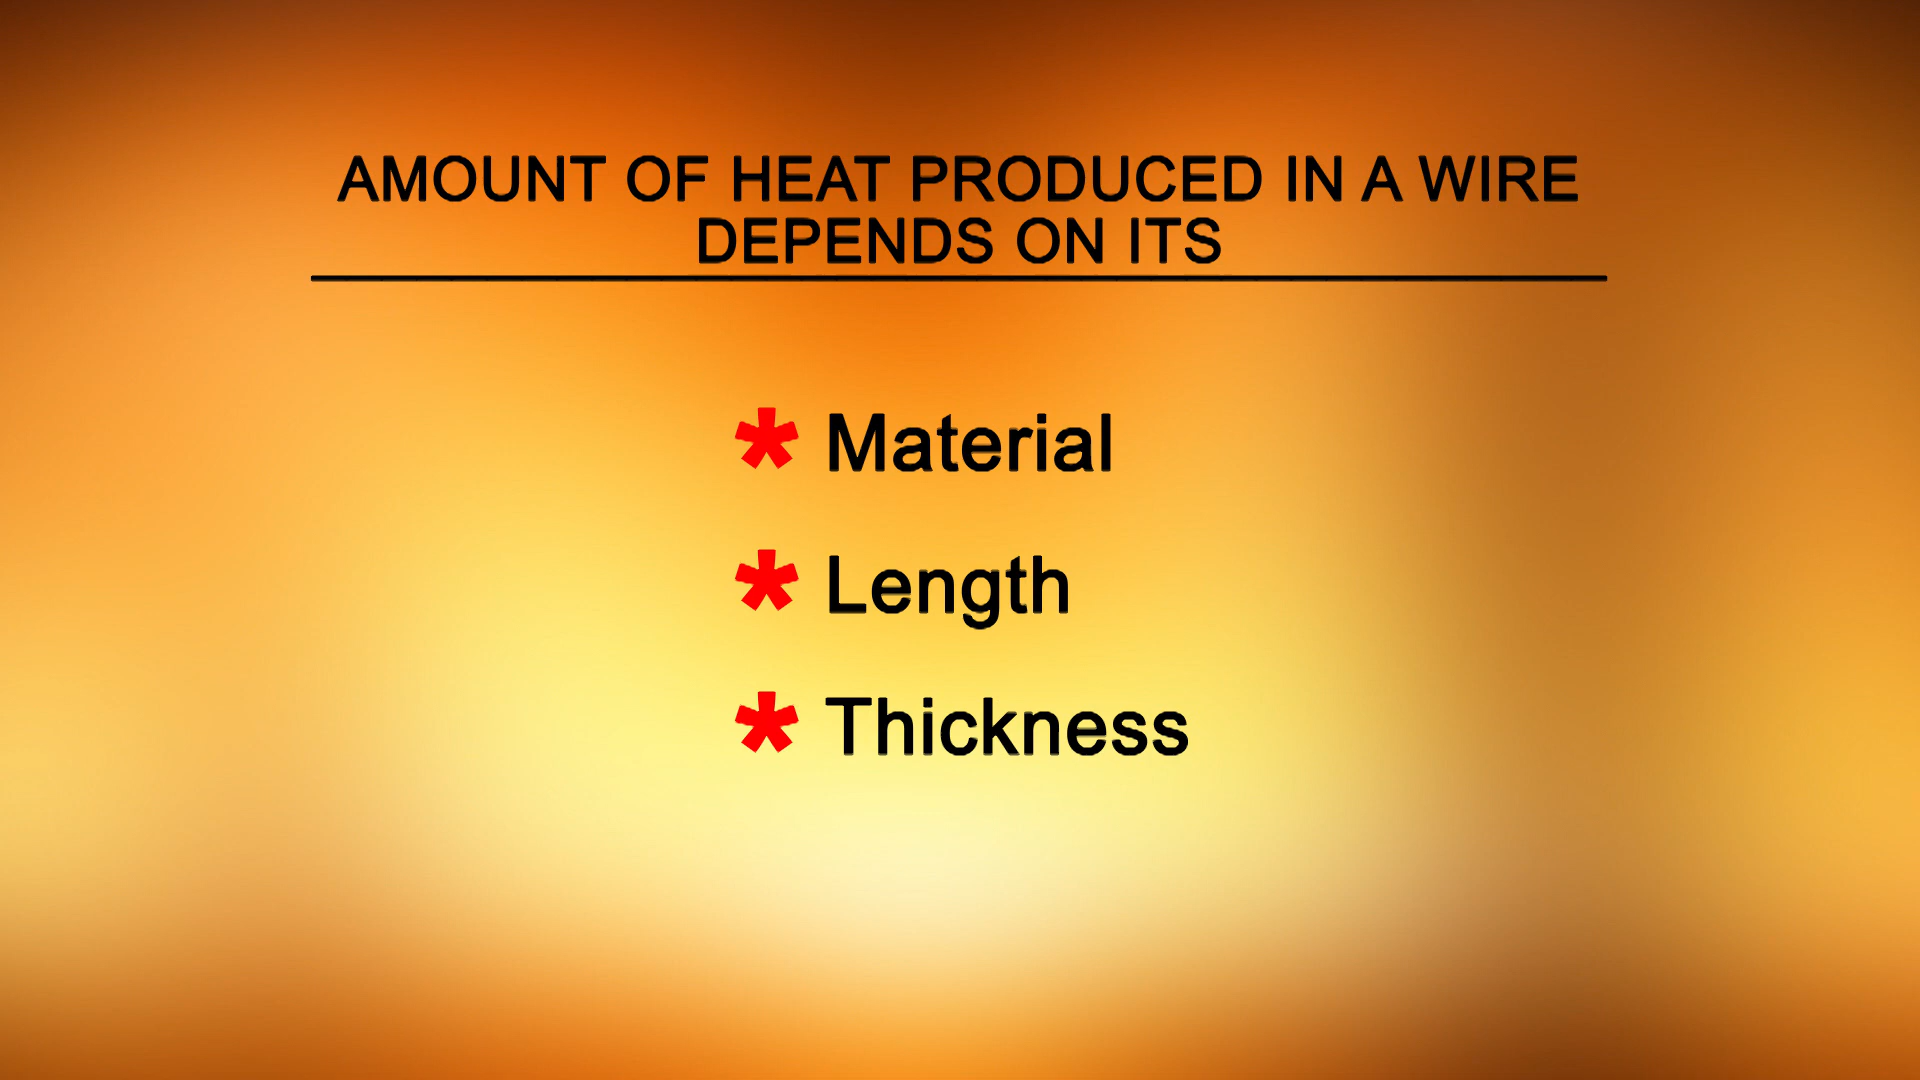 AMOUNT OF HEAT PRODUCED IN A WIRE
DEPENDS ON ITS
* Material
* Length
* Thickness